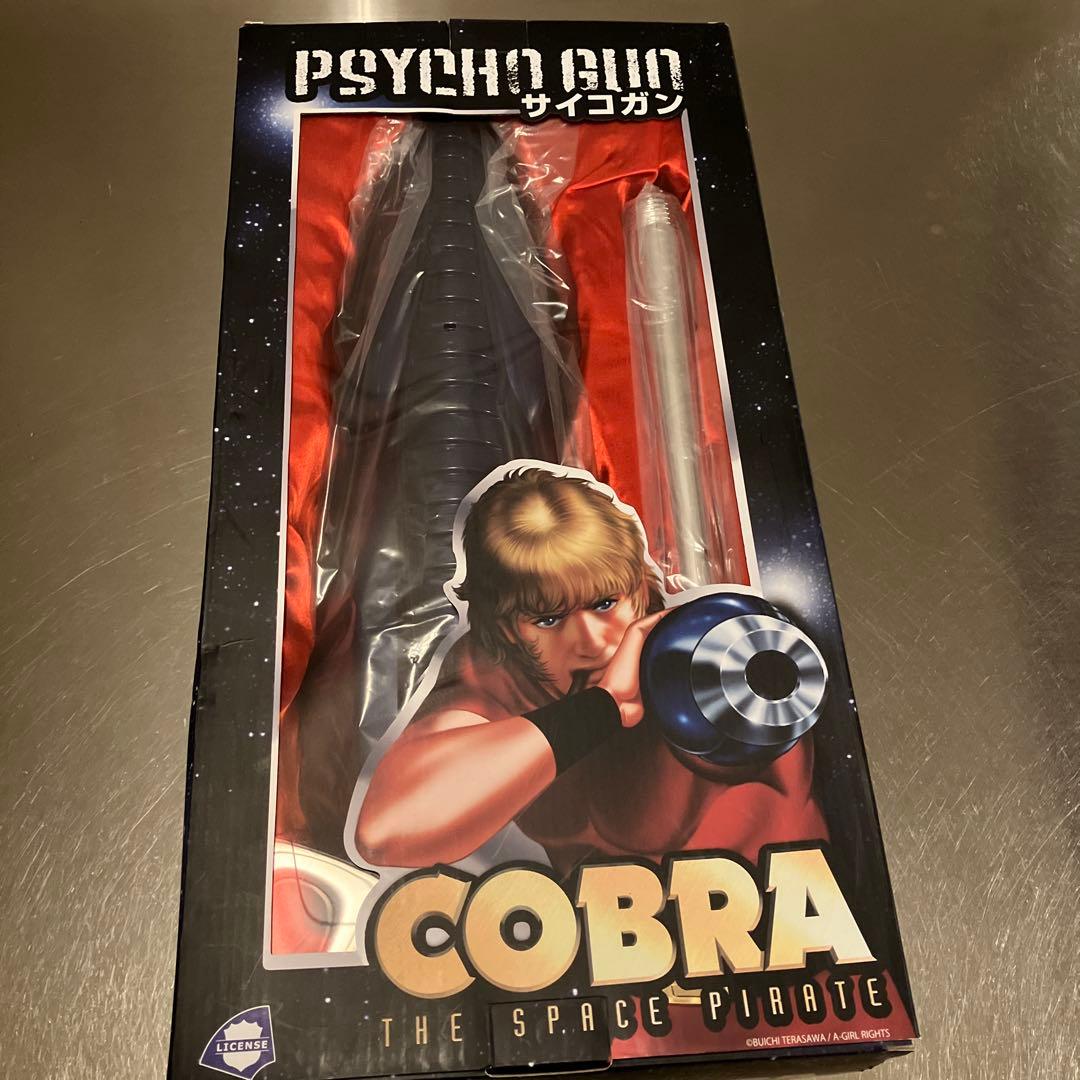 PSYCHO GUN
サイコガン
COBRA
THE SPACE PIRATE
©BUICHI TERASAWA / A-GIRL RIGHTS
LICENSE